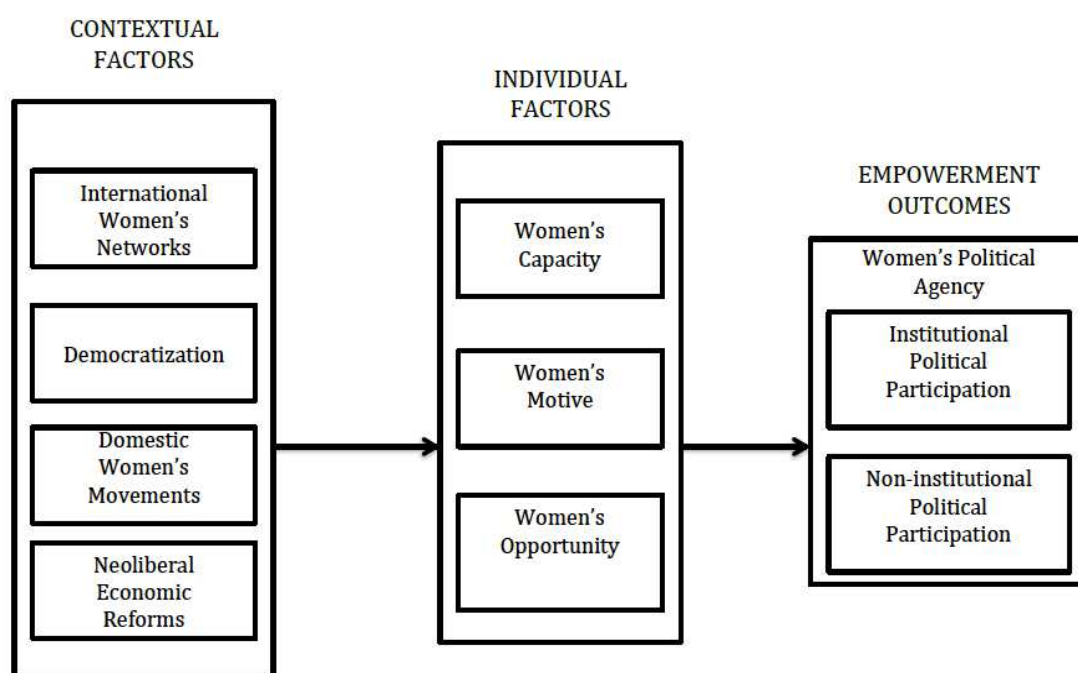 CONTEXTUAL
FACTORS
International
Women's
Networks
Democratization
Domestic
Women's
Movements
Neoliberal
Economic
Reforms
INDIVIDUAL
FACTORS
Women's
Capacity
Women's
Motive
Women's
Opportunity
EMPOWERMENT
OUTCOMES
Women's Political
Agency
Institutional
Political
Participation
Non-institutional
Political
Participation